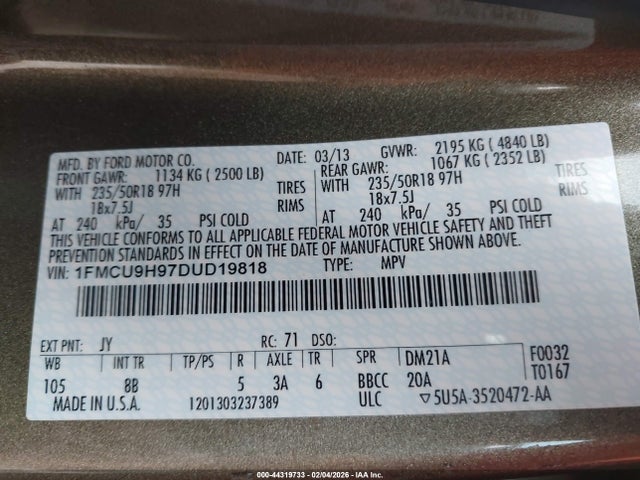 MFD. BY FORD MOTOR CO.
DATE: 03/13 GVWR: 2195 KG ( 4840 LB)
FRONT GAWR: 1134 KG ( 2500 LB)
REAR GAWR: 1067 KG ( 2352 LB)
WITH 235/50R18 97H TIRES
WITH 235/50R18 97H TIRES
18x7.5J RIMS
18x7.5J RIMS
AT 240 kPa/ 35 PSI COLD
AT 240 kPa/ 35 PSI COLD
THIS VEHICLE CONFORMS TO ALL APPLICABLE FEDERAL MOTOR VEHICLE SAFETY AND THEFT
PREVENTION STANDARDS IN EFFECT ON THE DATE OF MANUFACTURE SHOWN ABOVE.
VIN: 1FMCU9H97DUD19818 TYPE: MPV
EXT PNT: JY RC: 71 DSO:
WB INT TR TP/PS R AXLE TR SPR DM21A F0032
105 8B 5 3A 6 BBCC 20A T0167
MADE IN U.S.A. 1201303237389 ULC ▽5U5A-3520472-AA
000-44319733 - 02/04/2026 - IAA Inc.